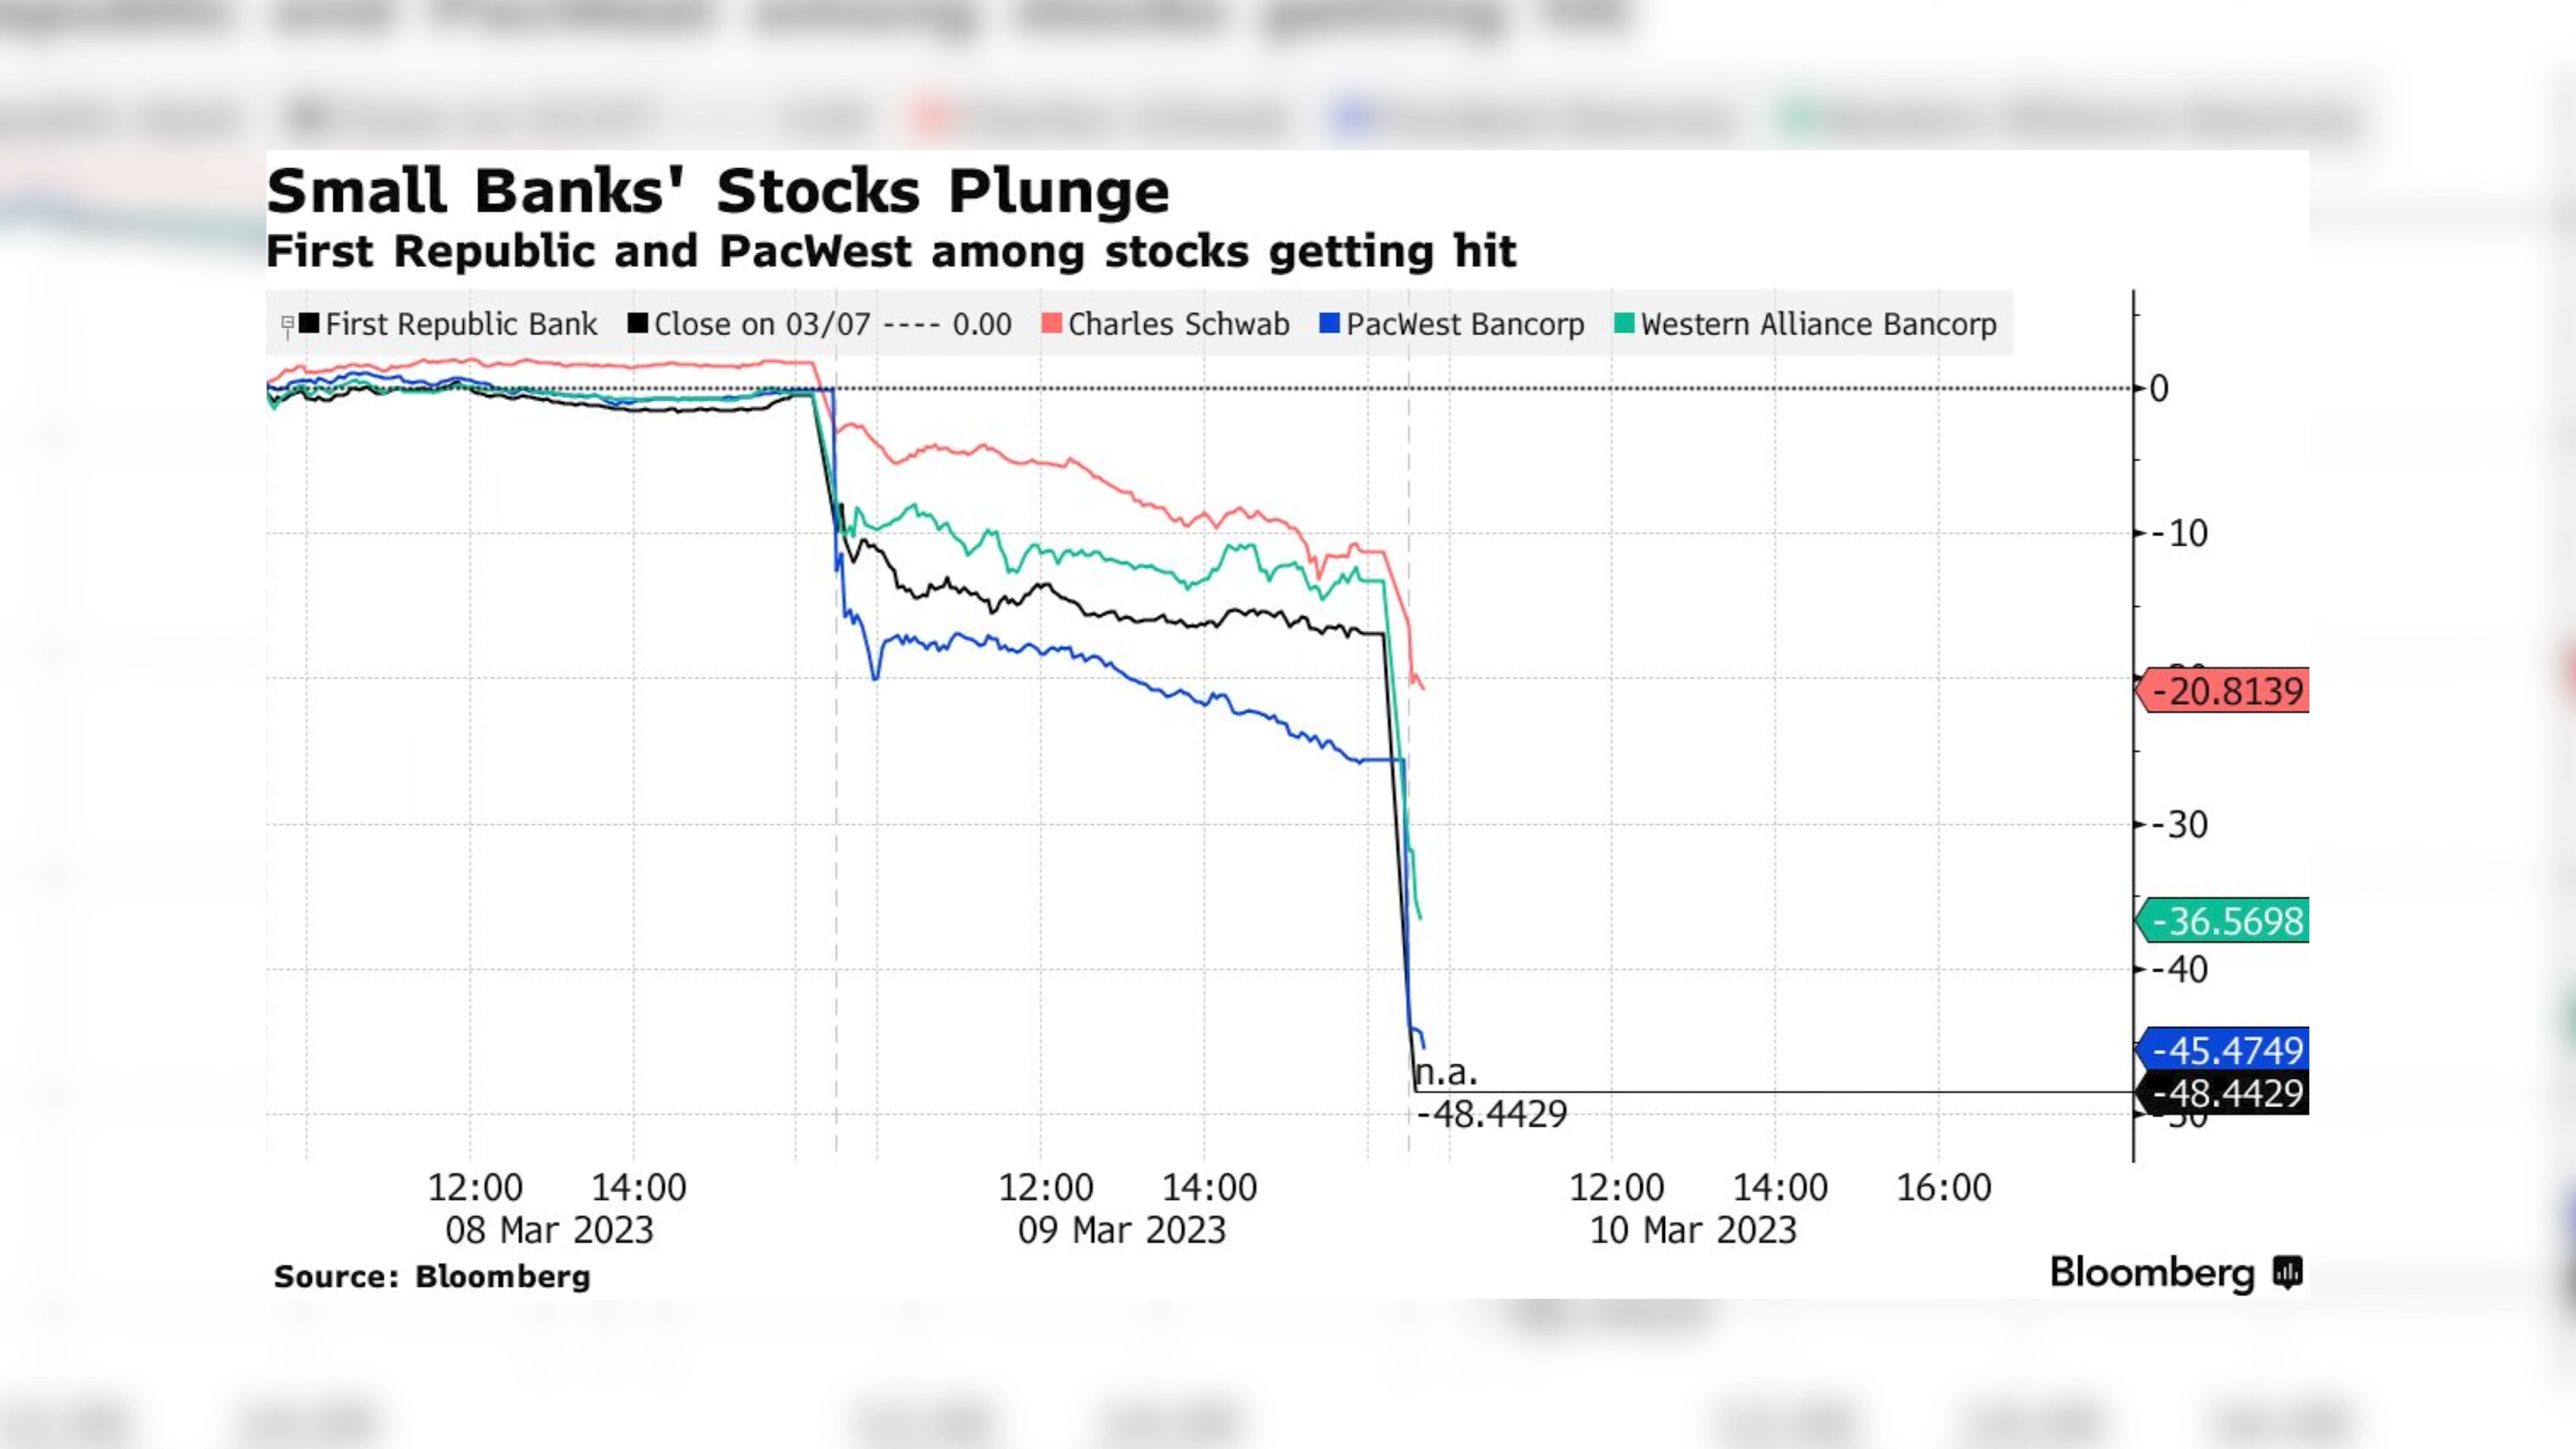 Small Banks' Stocks Plunge
First Republic and PacWest among stocks getting hit
First Republic Bank Close on 03/07 ---- 0.00 Charles Schwab PacWest Bancorp Western Alliance Bancorp
0
-10
-20.8139
-30
-36.5698
-40
-45.4749
n.a.
-48.4429
-48.4429
12:00 14:00 12:00 14:00 12:00 14:00 16:00
08 Mar 2023 09 Mar 2023 10 Mar 2023
Source: Bloomberg
Bloomberg